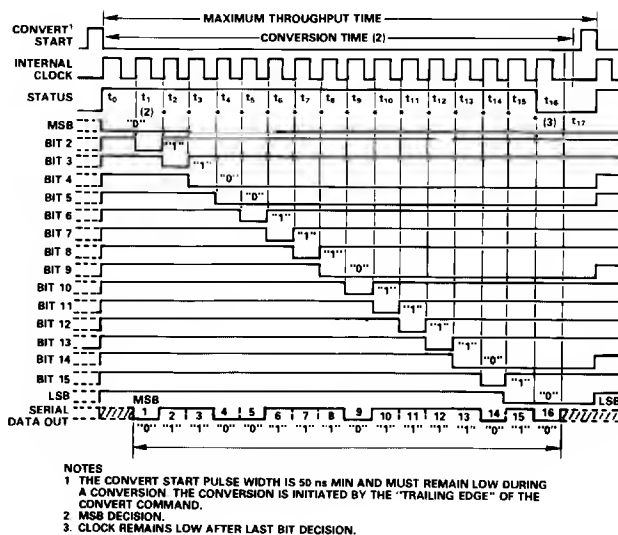 MAXIMUM THROUGHPUT TIME
CONVERT¹ START
CONVERSION TIME (2)
INTERNAL CLOCK
STATUS t0 t1 t2 t3 t4 t5 t6 t7 t8 t9 t10 t11 t12 t13 t14 t15 t16
(2) (3) t17
MSB "0"
BIT 2 "1"
BIT 3 "1"
BIT 4 "0"
BIT 5 "0"
BIT 6 "1"
BIT 7 "1"
BIT 8 "1"
BIT 9 "0"
BIT 10 "1"
BIT 11 "1"
BIT 12 "1"
BIT 13 "1"
BIT 14 "0"
BIT 15 "1"
LSB "0" LSB
MSB
SERIAL DATA OUT 1 2 3 4 5 6 7 8 9 10 11 12 13 14 15 16
"0" "1" "1" "0" "0" "1" "1" "1" "0" "1" "1" "1" "1" "0" "1" "0"
NOTES
1 THE CONVERT START PULSE WIDTH IS 50 ns MIN AND MUST REMAIN LOW DURING
A CONVERSION. THE CONVERSION IS INITIATED BY THE "TRAILING EDGE" OF THE
CONVERT COMMAND.
2 MSB DECISION.
3. CLOCK REMAINS LOW AFTER LAST BIT DECISION.